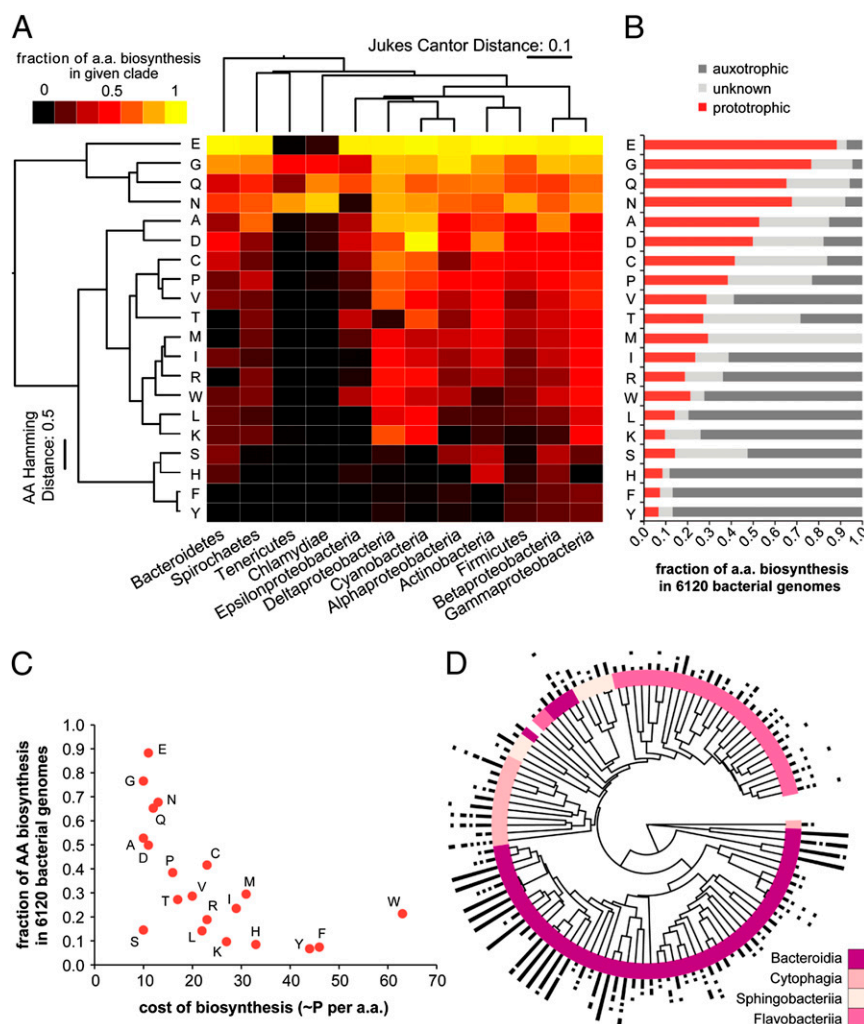 A
fraction of a.a. biosynthesis
in given clade
0 0.5 1
Jukes Cantor Distance: 0.1
AA Hamming
Distance: 0.5
E
G
Q
N
A
D
C
P
V
T
M
I
R
W
L
K
S
H
F
Y
Bacteroidetes
Spirochaetes
Tenericutes
Chlamydiae
Epsilonproteobacteria
Deltaproteobacteria
Cyanobacteria
Alphaproteobacteria
Actinobacteria
Firmicutes
Betaproteobacteria
Gammaproteobacteria
B
auxotrophic
unknown
prototrophic
E
G
Q
N
A
D
C
P
V
T
M
I
R
W
L
K
S
H
F
Y
0.0 0.1 0.2 0.3 0.4 0.5 0.6 0.7 0.8 0.9 1.0
fraction of a.a. biosynthesis
in 6120 bacterial genomes
C
fraction of AA biosynthesis
in 6120 bacterial genomes
1.0
0.9
0.8
0.7
0.6
0.5
0.4
0.3
0.2
0.1
0.0
E
G
N
Q
A
D
P
C
T
V
M
I
R
W
S
L
K
H
Y
F
0 10 20 30 40 50 60 70
cost of biosynthesis (~P per a.a.)
D
Bacteroidia
Cytophagia
Sphingobacteriia
Flavobacteriia